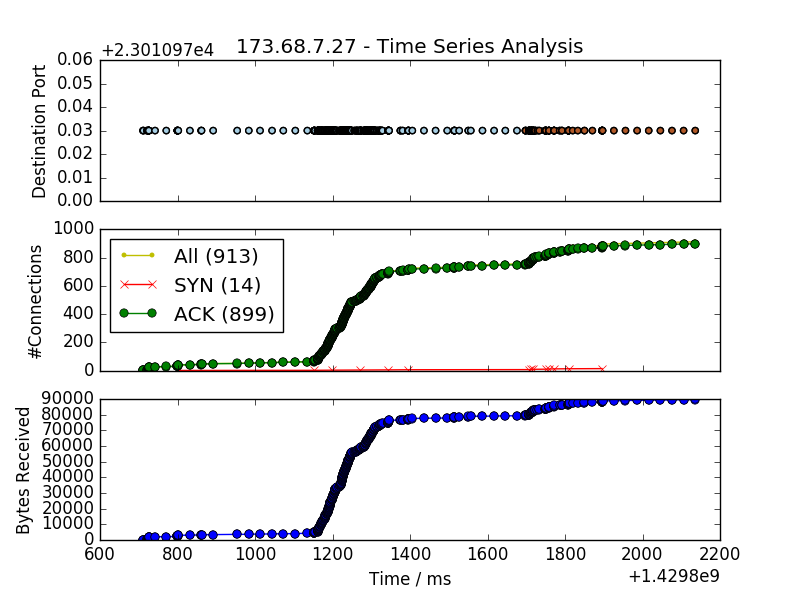 173.68.7.27 - Time Series Analysis
+2.301097e4
0.06
0.05
0.04
0.03
0.02
0.01
0.00
Destination Port
1000
800
600
400
200
0
#Connections
All (913)
SYN (14)
ACK (899)
90000
80000
70000
60000
50000
40000
30000
20000
10000
0
Bytes Received
600 800 1000 1200 1400 1600 1800 2000 2200
Time / ms
+1.4298e9